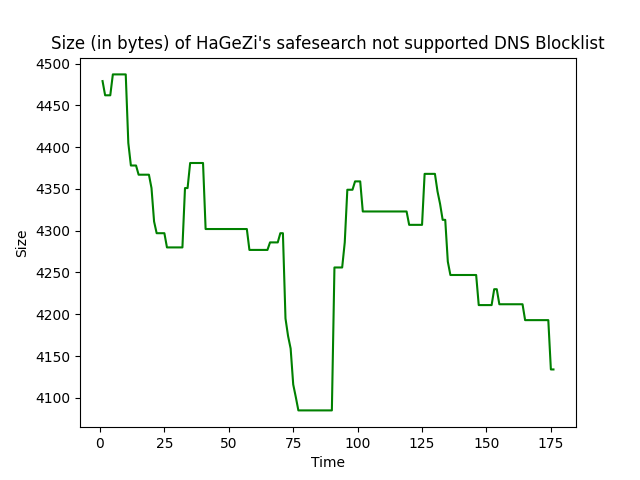 Size (in bytes) of HaGeZi's safesearch not supported DNS Blocklist
4500
4450
4400
4350
4300
4250
4200
4150
4100
Size
0 25 50 75 100 125 150 175
Time